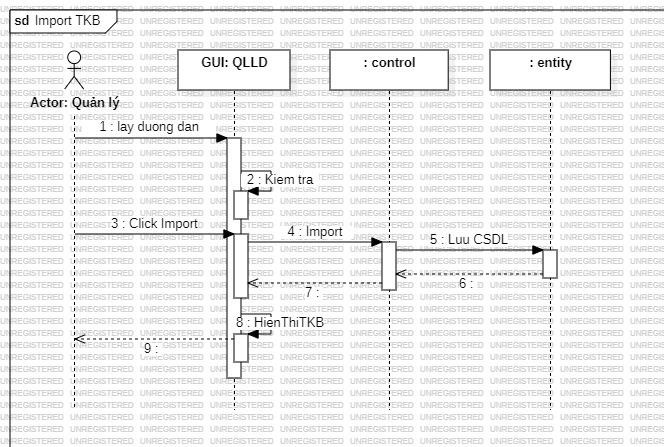 sd Import TKB
GUI: QLLD
: control
: entity
Actor: Quản lý
1 : lay duong dan
2 : Kiem tra
3 : Click Import
4 : Import
5 : Luu CSDL
6 :
7 :
8 : HienThiTKB
9 :
UNREGISTERED